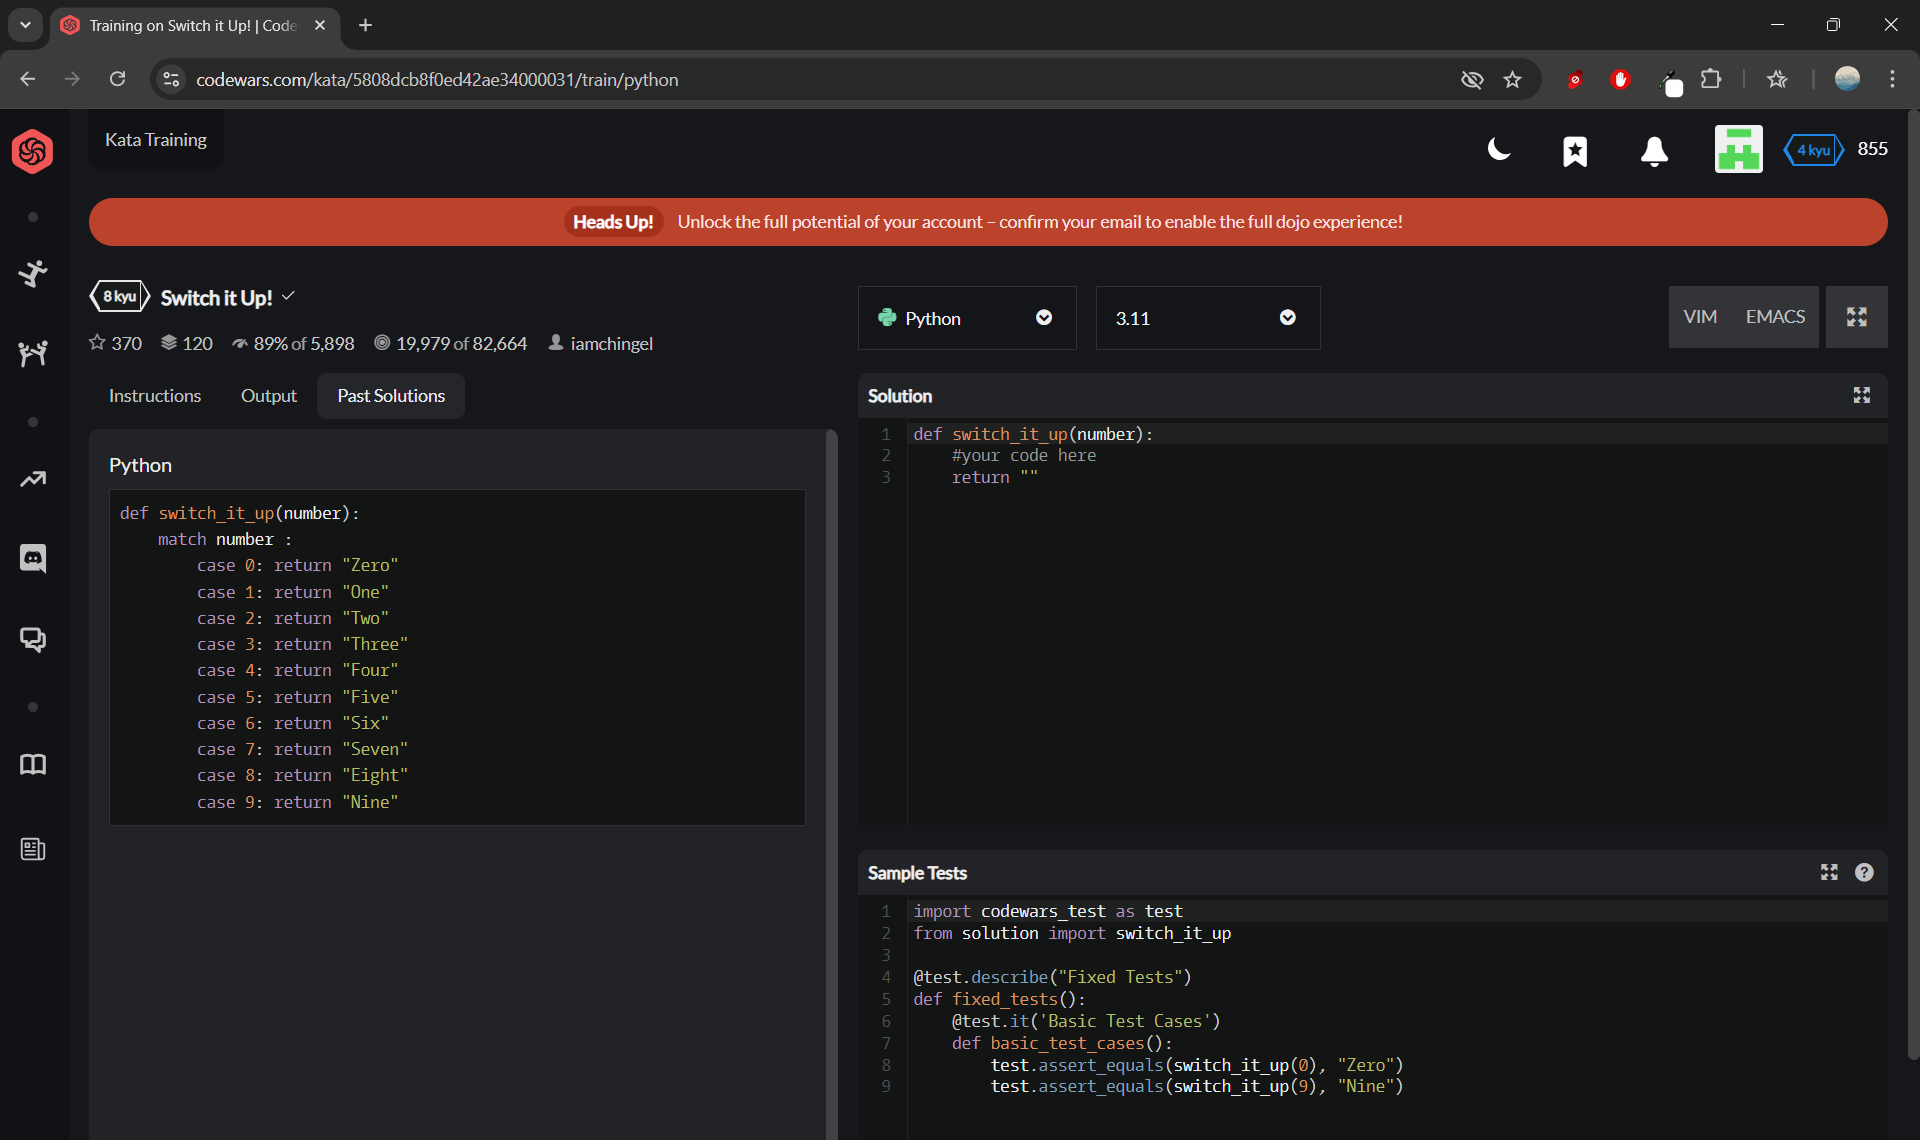 Training on Switch it Up! | Code
codewars.com/kata/5808dcb8f0ed42ae34000031/train/python
Kata Training
4 kyu
855
Heads Up! Unlock the full potential of your account – confirm your email to enable the full dojo experience!
8 kyu
Switch it Up!
370
120
89% of 5,898
19,979 of 82,664
iamchingel
Python
3.11
VIM
EMACS
Instructions
Output
Past Solutions
Python
def switch_it_up(number):
    match number :
        case 0: return "Zero"
        case 1: return "One"
        case 2: return "Two"
        case 3: return "Three"
        case 4: return "Four"
        case 5: return "Five"
        case 6: return "Six"
        case 7: return "Seven"
        case 8: return "Eight"
        case 9: return "Nine"
Solution
1 def switch_it_up(number):
2     #your code here
3     return ""
Sample Tests
?
1 import codewars_test as test
2 from solution import switch_it_up
3
4 @test.describe("Fixed Tests")
5 def fixed_tests():
6     @test.it('Basic Test Cases')
7     def basic_test_cases():
8         test.assert_equals(switch_it_up(0), "Zero")
9         test.assert_equals(switch_it_up(9), "Nine")